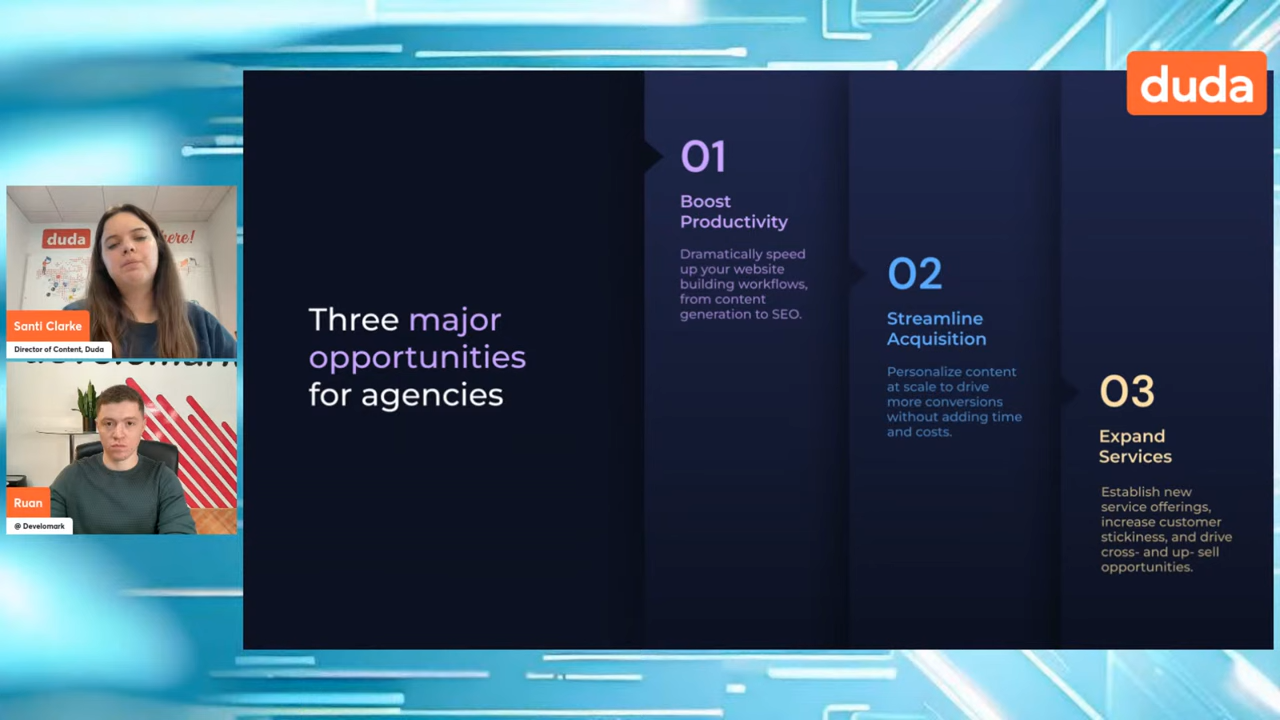 duda
Three major
opportunities
for agencies
01
Boost
Productivity
Dramatically speed
up your website
building workflows,
from content
generation to SEO.
02
Streamline
Acquisition
Personalize content
at scale to drive
more conversions
without adding time
and costs.
03
Expand
Services
Establish new
service offerings,
increase customer
stickiness, and drive
cross- and up- sell
opportunities.
duda
here!
Santi Clarke
Director of Content, Duda
Ruan
@ Develomark